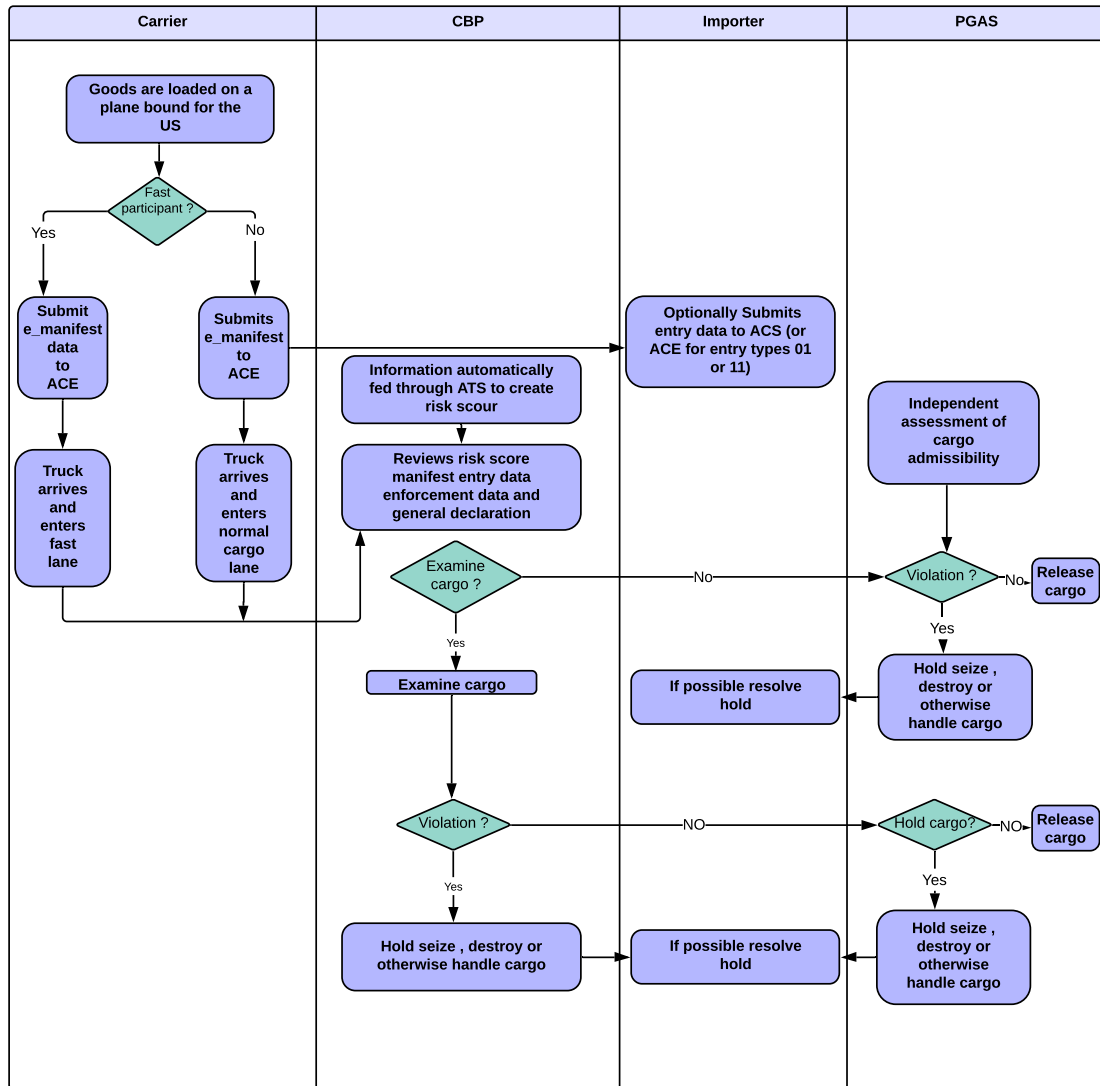 Carrier
CBP
Importer
PGAS
Goods are loaded on a
plane bound for the
US
Fast
participant ?
Yes
No
Submit
e_manifest
data
to
ACE
Submits
e_manifest
to
ACE
Optionally Submits
entry data to ACS (or
ACE for entry types 01
or 11)
Information automatically
fed through ATS to create
risk scour
Independent
assessment of
cargo
admissibility
Truck
arrives
and
enters
fast
lane
Truck
arrives
and
enters
normal
cargo
lane
Reviews risk score
manifest entry data
enforcement data and
general declaration
Examine
cargo ?
No
Violation ?
No
Release
cargo
Yes
Yes
Examine cargo
If possible resolve
hold
Hold seize ,
destroy or
otherwise
handle cargo
Violation ?
NO
Hold cargo?
NO
Release
cargo
Yes
Yes
Hold seize , destroy or
otherwise handle cargo
If possible resolve
hold
Hold seize ,
destroy or
otherwise
handle cargo